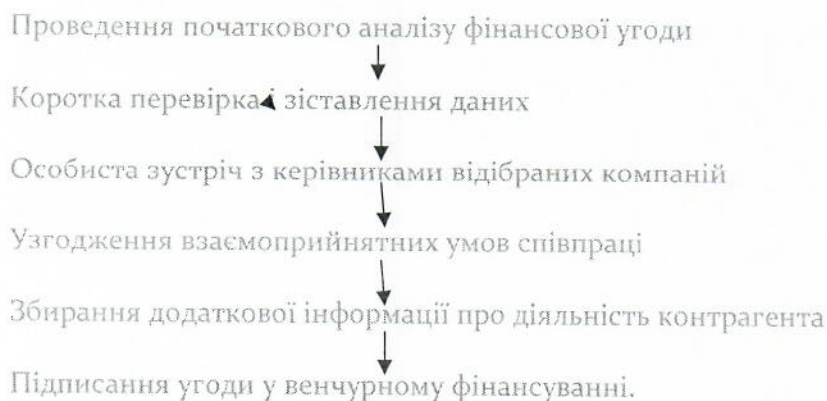 Проведення початкового аналізу фінансової угоди
Коротка перевірка і зіставлення даних
Особиста зустріч з керівниками відібраних компаній
Узгодження взаємоприйнятних умов співпраці
Збирання додаткової інформації про діяльність контрагента
Підписання угоди у венчурному фінансуванні.